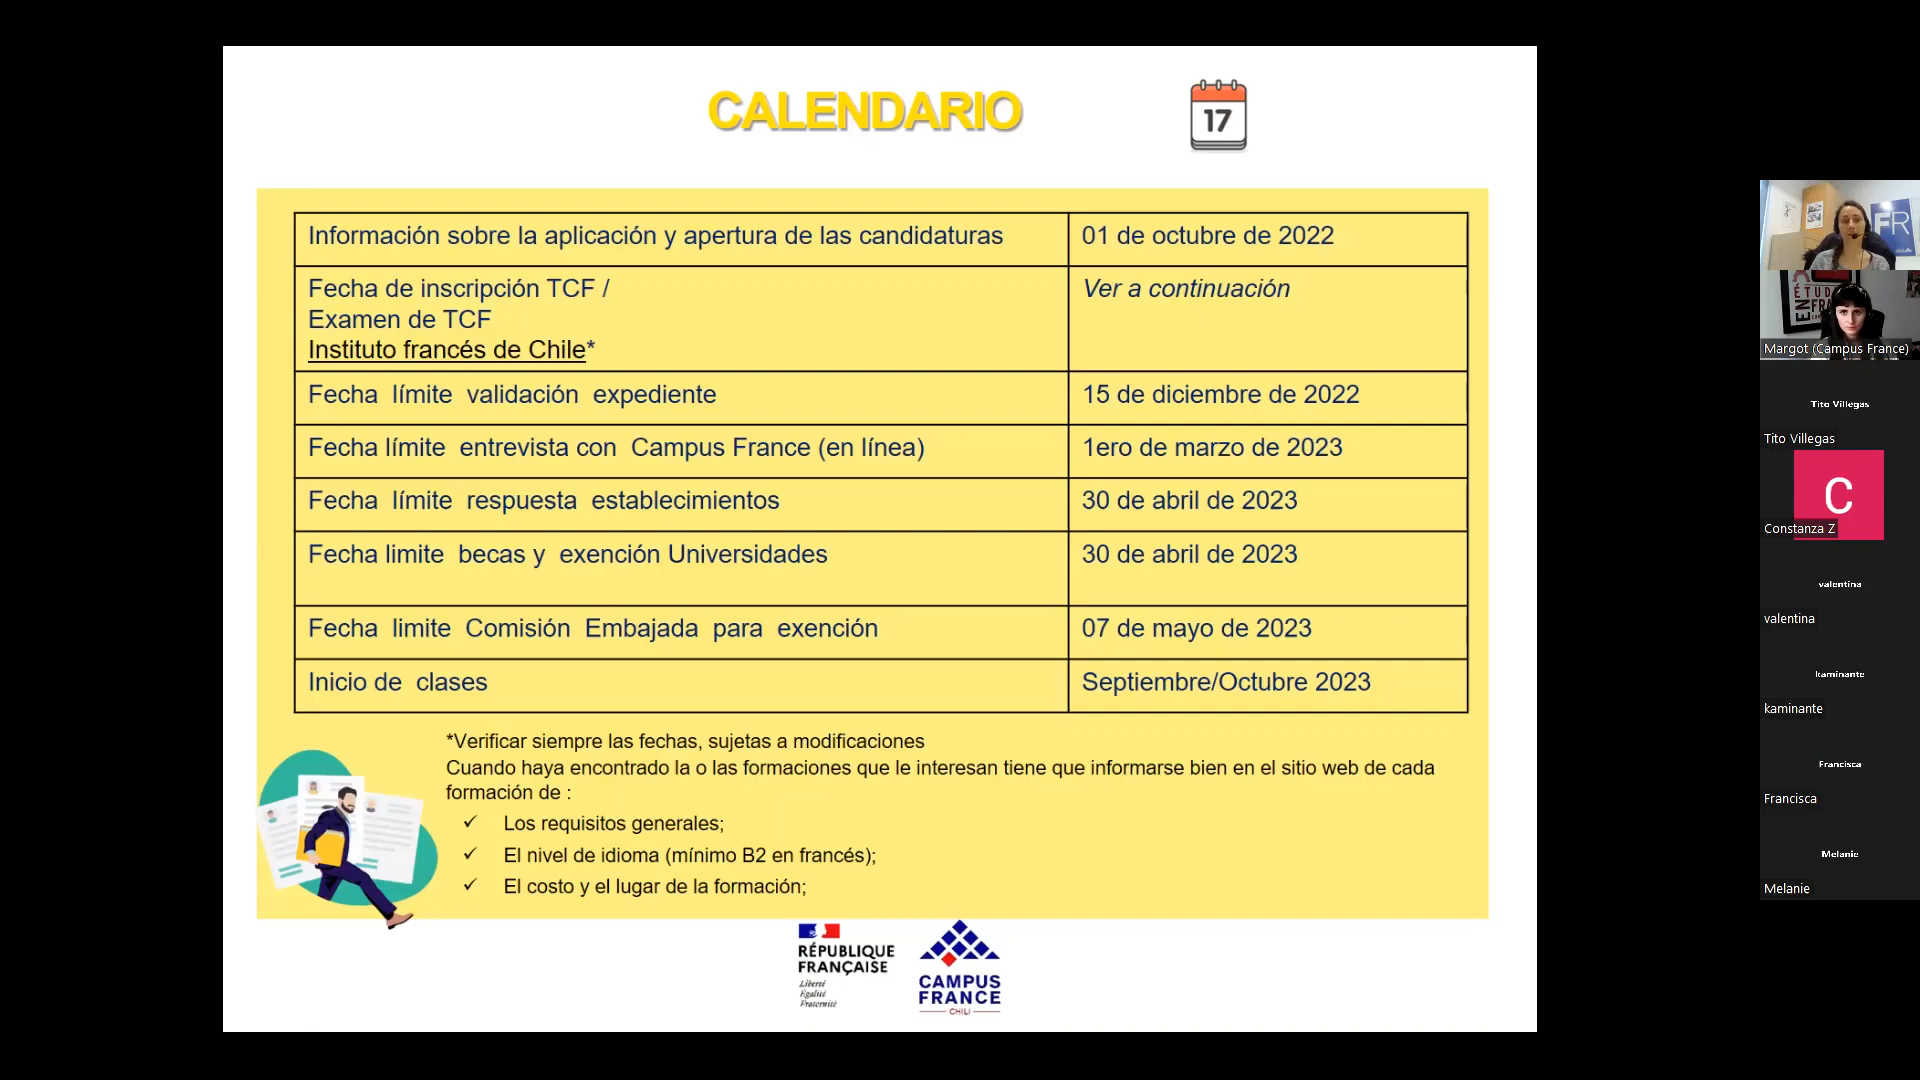 CALENDARIO
17
Información sobre la aplicación y apertura de las candidaturas
01 de octubre de 2022
Fecha de inscripción TCF /
Examen de TCF
Instituto francés de Chile*
Ver a continuación
Fecha límite validación expediente
15 de diciembre de 2022
Fecha límite entrevista con Campus France (en línea)
1ero de marzo de 2023
Fecha límite respuesta establecimientos
30 de abril de 2023
Fecha limite becas y exención Universidades
30 de abril de 2023
Fecha limite Comisión Embajada para exención
07 de mayo de 2023
Inicio de clases
Septiembre/Octubre 2023
*Verificar siempre las fechas, sujetas a modificaciones
Cuando haya encontrado la o las formaciones que le interesan tiene que informarse bien en el sitio web de cada
formación de :
✓ Los requisitos generales;
✓ El nivel de idioma (mínimo B2 en francés);
✓ El costo y el lugar de la formación;
RÉPUBLIQUE
FRANÇAISE
Liberté
Égalité
Fraternité
CAMPUS
FRANCE
CHILI
FR
Margot (Campus France)
Tito Villegas
Tito Villegas
C
Constanza Z
valentina
valentina
kaminante
kaminante
Francisca
Francisca
Melanie
Melanie